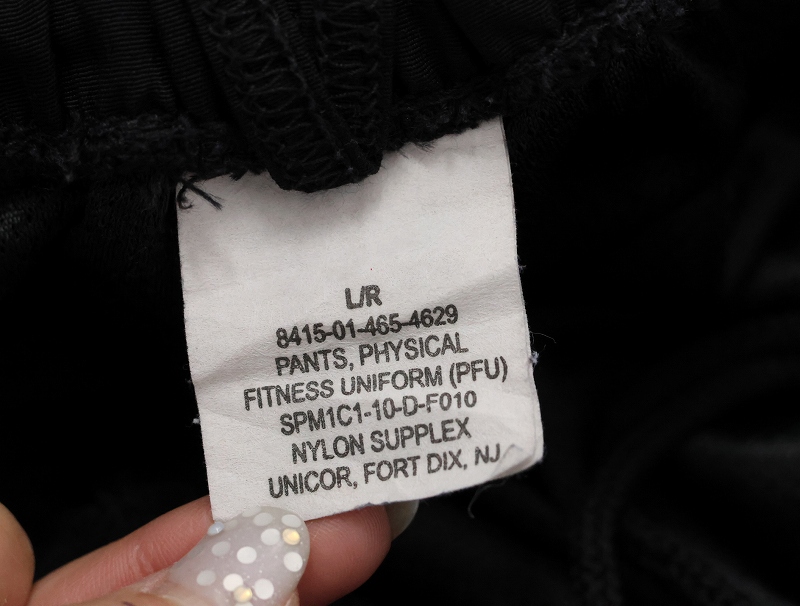 L/R
8415-01-465-4629
PANTS, PHYSICAL
FITNESS UNIFORM (PFU)
SPM1C1-10-D-F010
NYLON SUPPLEX
UNICOR, FORT DIX, NJ